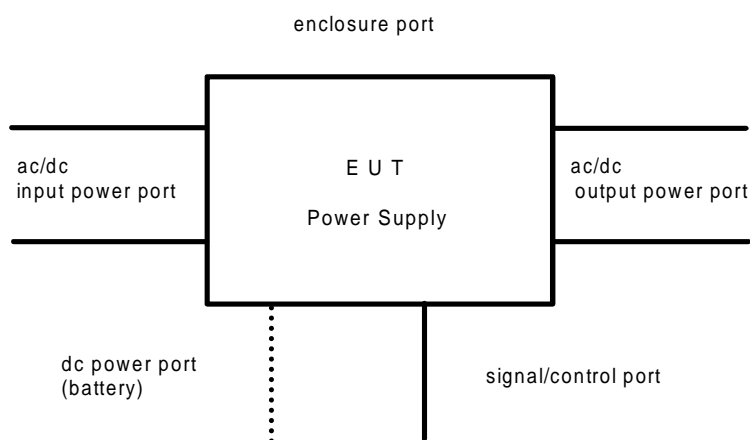 enclosure port
ac/dc
input power port
E U T
Power Supply
ac/dc
output power port
dc power port
(battery)
signal/control port